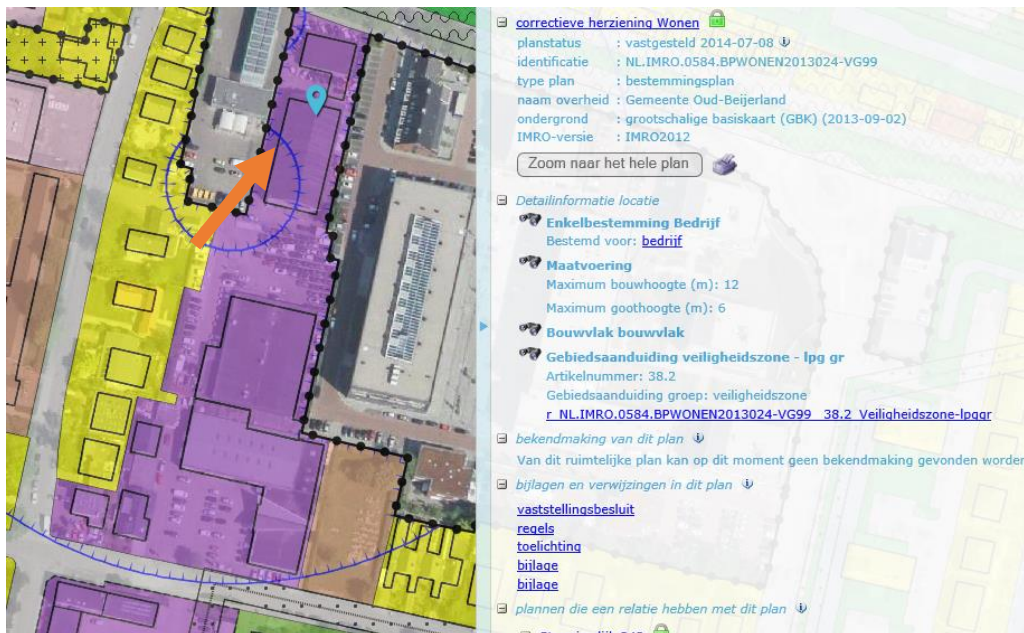 correctieve herziening Wonen
planstatus : vastgesteld 2014-07-08
identificatie : NL.IMRO.0584.BPWONEN2013024-VG99
type plan : bestemmingsplan
naam overheid : Gemeente Oud-Beijerland
ondergrond : grootschalige basiskaart (GBK) (2013-09-02)
IMRO-versie : IMRO2012
Zoom naar het hele plan
Detailinformatie locatie
Enkelbestemming Bedrijf
Bestemd voor: bedrijf
Maatvoering
Maximum bouwhoogte (m): 12
Maximum goothoogte (m): 6
Bouwvlak bouwvlak
Gebiedsaanduiding veiligheidszone - lpg gr
Artikelnummer: 38.2
Gebiedsaanduiding groep: veiligheidszone
r_NL.IMRO.0584.BPWONEN2013024-VG99_38.2_Veiligheidszone-lpggr
bekendmaking van dit plan
Van dit ruimtelijke plan kan op dit moment geen bekendmaking gevonden worden
bijlagen en verwijzingen in dit plan
vaststellingsbesluit
regels
toelichting
bijlage
bijlage
plannen die een relatie hebben met dit plan